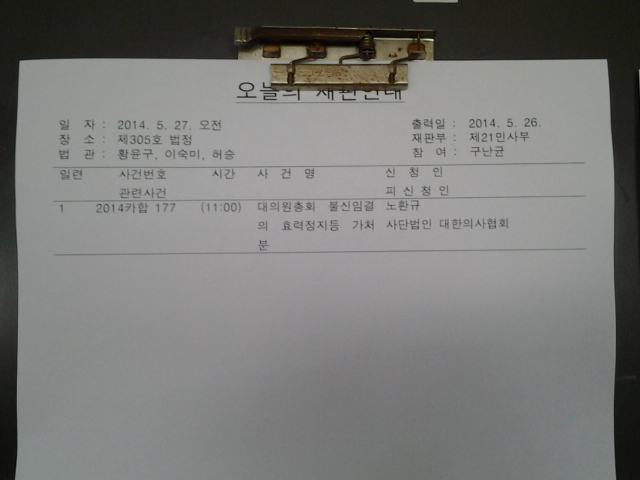 오늘의 재판안내
일 자 : 2014. 5. 27. 오전 출력일 : 2014. 5. 26.
장 소 : 제305호 법정 재판부 : 제21민사부
법 관 : 황윤구, 이숙미, 허승 참 여 : 구난균
일련 사건번호 시간 사 건 명 신 청 인
관련사건 피 신 청 인
1 2014카합 177 (11:00) 대의원총회 불신임결 노환규
의 효력정지등 가처 사단법인 대한의사협회
분